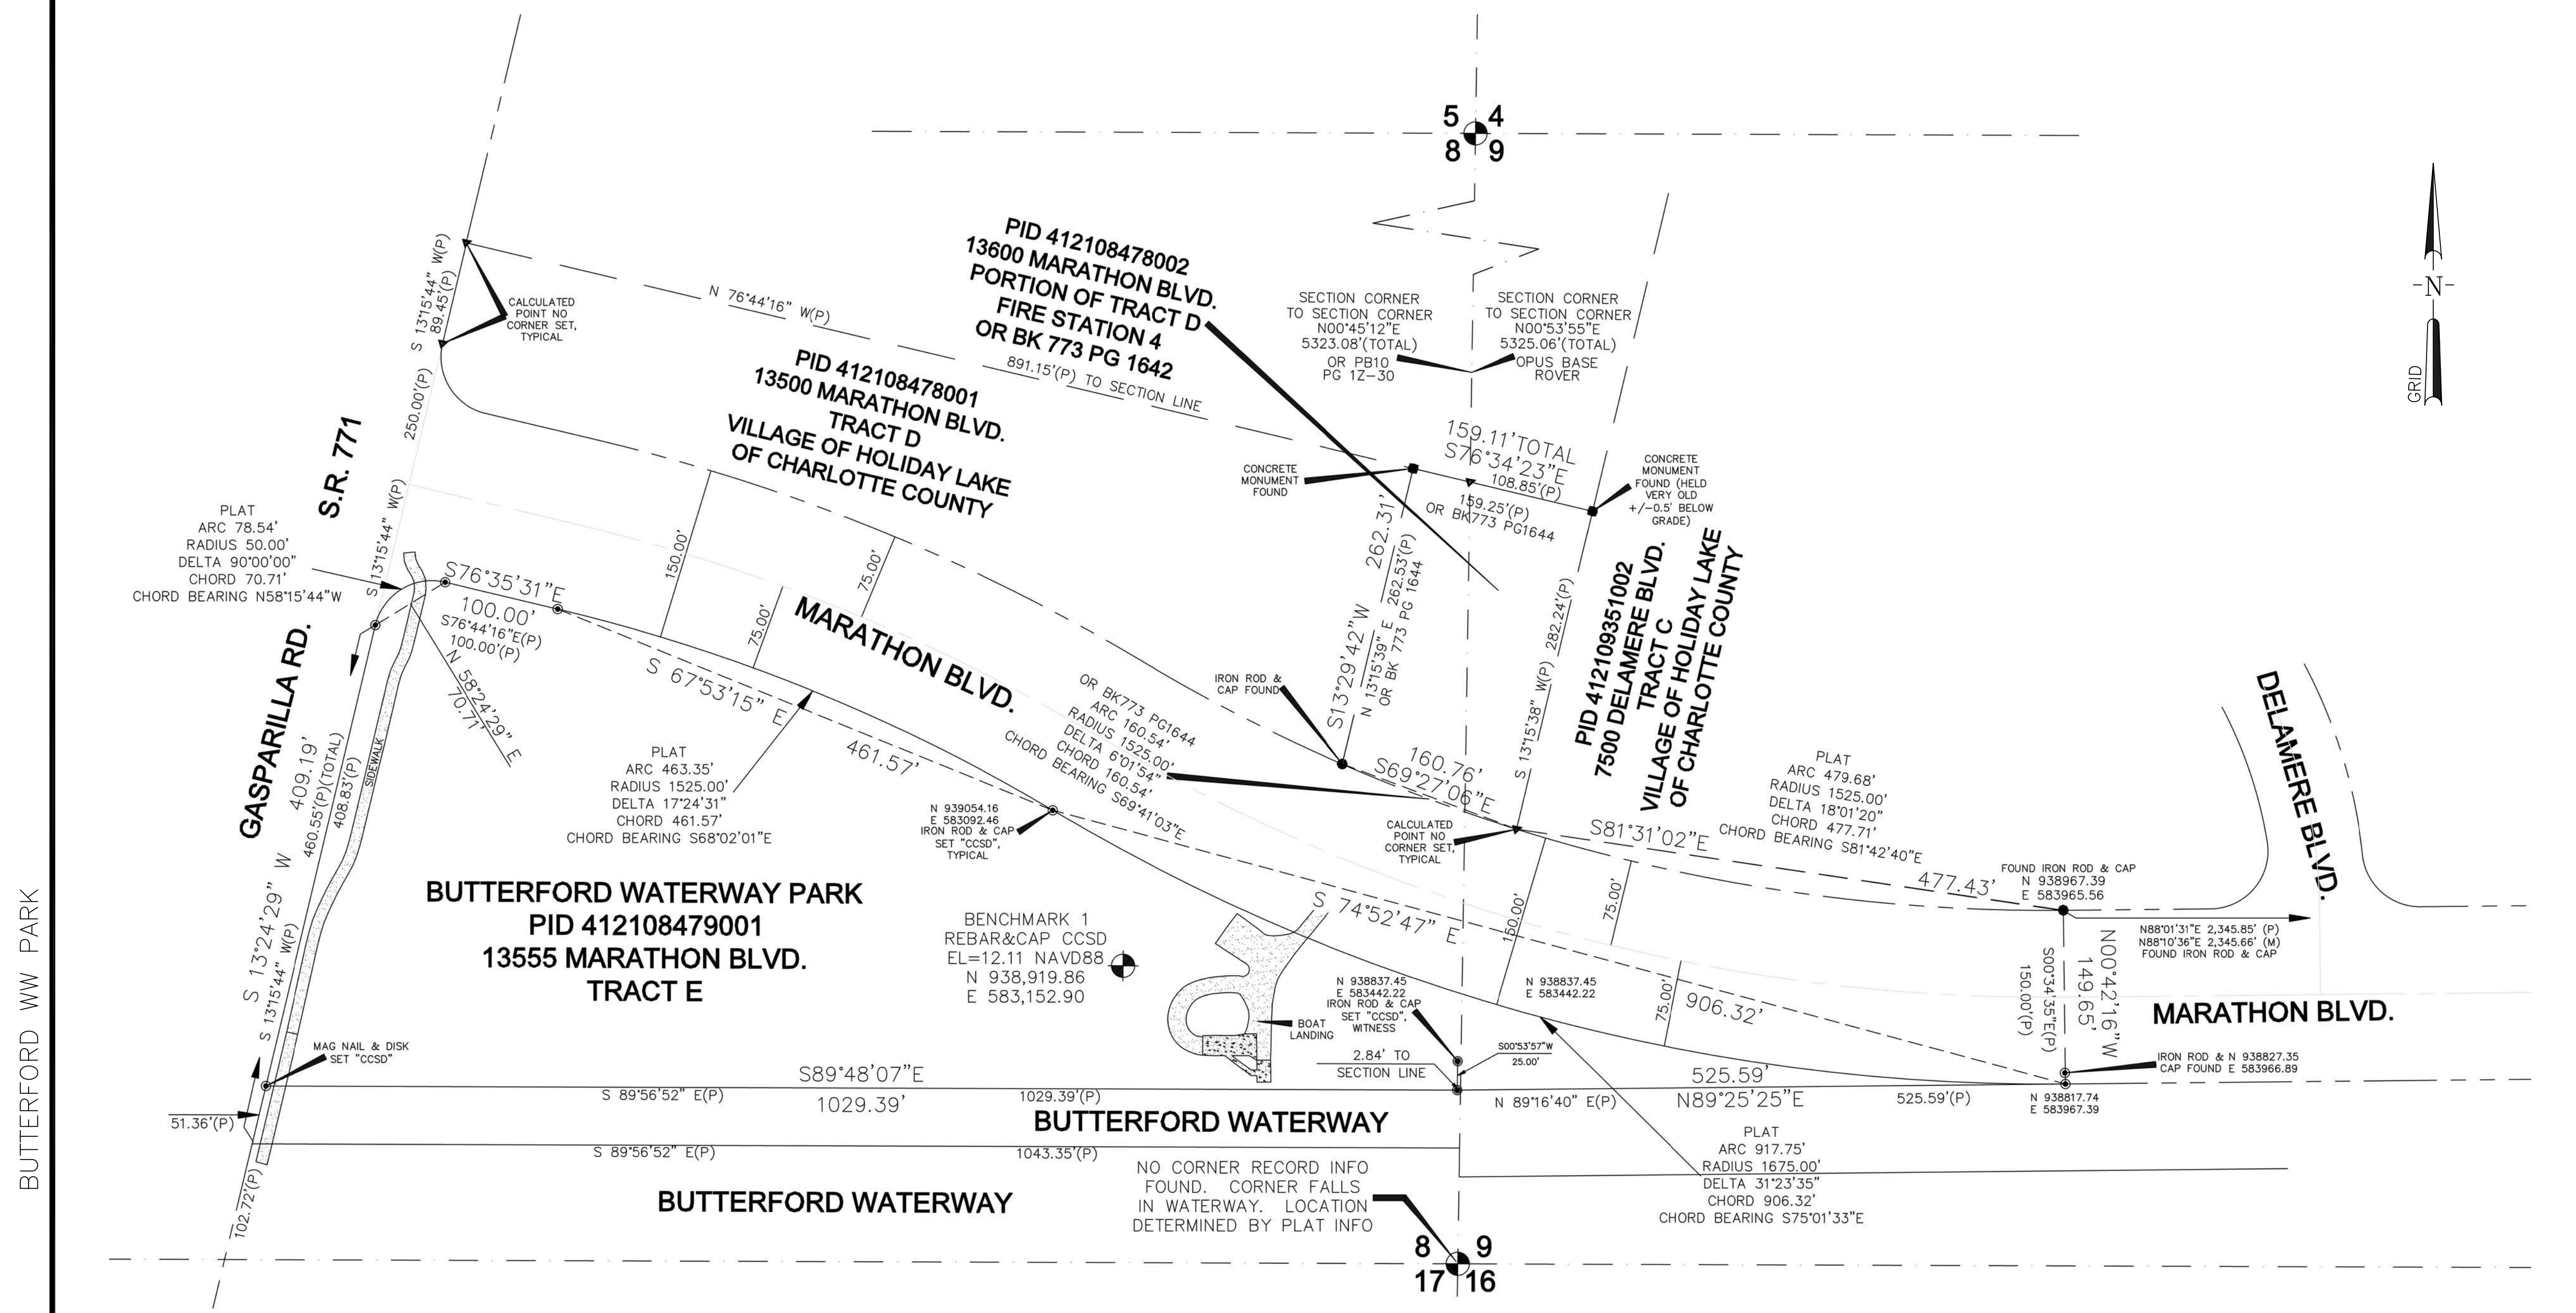 BUTTERFORD WW PARK
5 4
8 9
-N-
GRID
S 13°15'44" W(P)
89.45'(P)
CALCULATED
POINT NO
CORNER SET,
TYPICAL
N 76°44'16" W(P)
891.15'(P) TO SECTION LINE
PID 412108478002
13600 MARATHON BLVD.
PORTION OF TRACT D
FIRE STATION 4
OR BK 773 PG 1642
PID 412108478001
13500 MARATHON BLVD.
TRACT D
VILLAGE OF HOLIDAY LAKE
OF CHARLOTTE COUNTY
SECTION CORNER
TO SECTION CORNER
N00°45'12"E
5323.08'(TOTAL)
OR PB10
PG 1Z-30
SECTION CORNER
TO SECTION CORNER
N00°53'55"E
5325.06'(TOTAL)
OPUS BASE
ROVER
250.00'(P)
S.R. 771
S 13°15'44" W(P)
PLAT
ARC 78.54'
RADIUS 50.00'
DELTA 90°00'00"
CHORD 70.71'
CHORD BEARING N58°15'44"W
S76°35'31"E
100.00'
S76°44'16"E(P)
100.00'(P)
N 58°24'29" E
70.71'
150.00'
75.00'
75.00'
MARATHON BLVD.
CONCRETE
MONUMENT
FOUND
159.11'TOTAL
S76°34'23"E
108.85'(P)
159.25'(P)
OR BK773 PG1644
CONCRETE
MONUMENT
FOUND (HELD
VERY OLD
+/-0.5' BELOW
GRADE)
S13°29'42"W 262.31'
N 13°15'39" E 262.53'(P)
OR BK 773 PG 1644
S 13°15'38" W(P) 282.24'(P)
PID 412109351002
7500 DELAMERE BLVD.
TRACT C
VILLAGE OF HOLIDAY LAKE
OF CHARLOTTE COUNTY
IRON ROD &
CAP FOUND
GASPARILLA RD.
S 13°24'29" W 409.19'
460.55'(P)(TOTAL)
408.83'(P)
S 13°15'44" W(P)
SIDEWALK
S 67°53'15" E
461.57'
PLAT
ARC 463.35'
RADIUS 1525.00'
DELTA 17°24'31"
CHORD 461.57'
CHORD BEARING S68°02'01"E
OR BK773 PG1644
ARC 160.54'
RADIUS 1525.00'
DELTA 6°01'54"
CHORD 160.54'
CHORD BEARING S69°41'03"E
160.76'
S69°27'06"E
N 939054.16
E 583092.46
IRON ROD & CAP
SET "CCSD",
TYPICAL
CALCULATED
POINT NO
CORNER SET,
TYPICAL
PLAT
ARC 479.68'
RADIUS 1525.00'
DELTA 18°01'20"
CHORD 477.71'
CHORD BEARING S81°42'40"E
S81°31'02"E
477.43'
DELAMERE BLVD.
FOUND IRON ROD & CAP
N 938967.39
E 583965.56
N88°01'31"E 2,345.85' (P)
N88°10'36"E 2,345.66' (M)
FOUND IRON ROD & CAP
BUTTERFORD WATERWAY PARK
PID 412108479001
13555 MARATHON BLVD.
TRACT E
BENCHMARK 1
REBAR&CAP CCSD
EL=12.11 NAVD88
N 938,919.86
E 583,152.90
S 74°52'47" E
906.32'
150.00'
75.00'
75.00'
N 938837.45
E 583442.22
IRON ROD & CAP
SET "CCSD",
WITNESS
N 938837.45
E 583442.22
BOAT
LANDING
N00°42'16"W
149.65'
S00°34'35"E(P)
150.00'(P)
MARATHON BLVD.
MAG NAIL & DISK
SET "CCSD"
2.84' TO
SECTION LINE
S00°53'57"W
25.00'
IRON ROD & N 938827.35
CAP FOUND E 583966.89
S89°48'07"E
1029.39'
S 89°56'52" E(P)
1029.39'(P)
525.59'
N89°25'25"E
N 89°16'40" E(P)
525.59'(P)
N 938817.74
E 583967.39
51.36'(P)
BUTTERFORD WATERWAY
S 89°56'52" E(P)
1043.35'(P)
102.72'(P)
BUTTERFORD WATERWAY
NO CORNER RECORD INFO
FOUND. CORNER FALLS
IN WATERWAY. LOCATION
DETERMINED BY PLAT INFO
PLAT
ARC 917.75'
RADIUS 1675.00'
DELTA 31°23'35"
CHORD 906.32'
CHORD BEARING S75°01'33"E
8 9
17 16